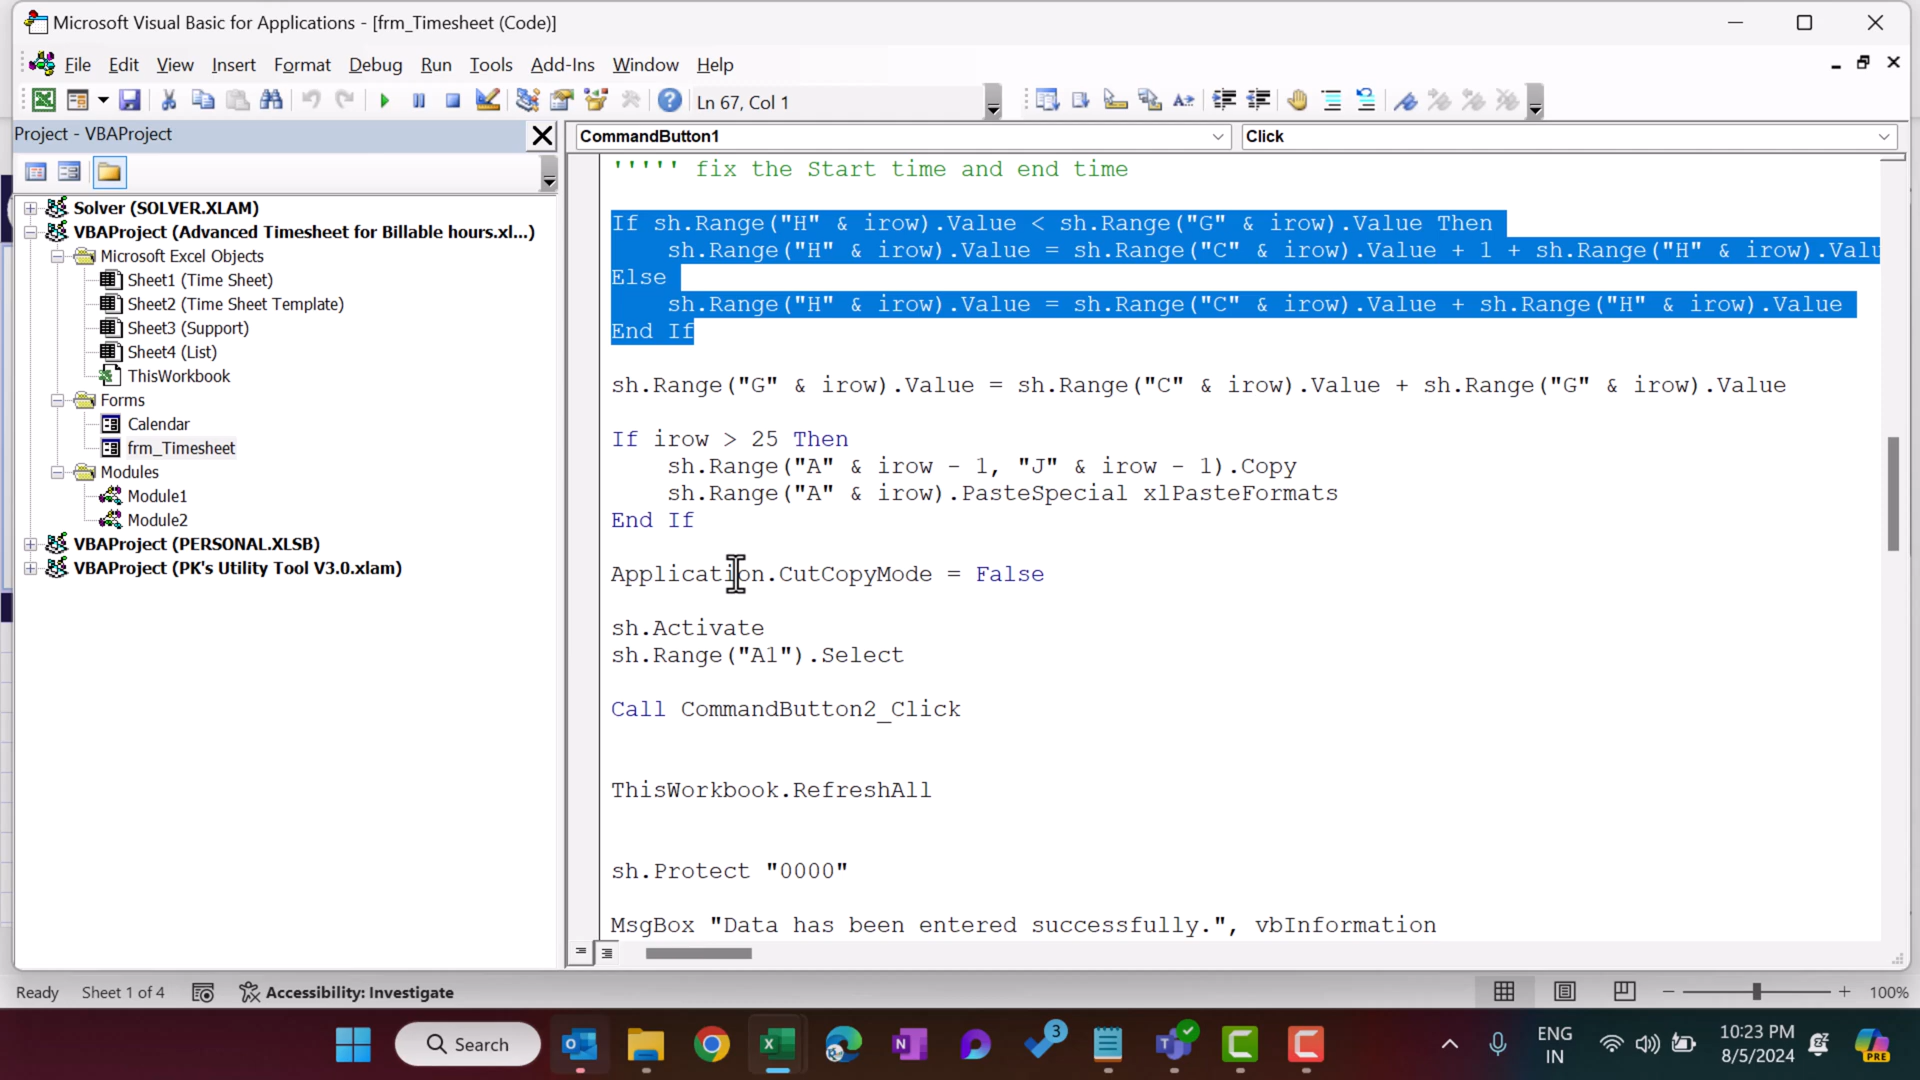 Microsoft Visual Basic for Applications - [frm_Timesheet (Code)]
File Edit View Insert Format Debug Run Tools Add-Ins Window Help
Ln 67, Col 1
Project - VBAProject
CommandButton1
Click
Solver (SOLVER.XLAM)
VBAProject (Advanced Timesheet for Billable hours.xl...)
Microsoft Excel Objects
Sheet1 (Time Sheet)
Sheet2 (Time Sheet Template)
Sheet3 (Support)
Sheet4 (List)
ThisWorkbook
Forms
Calendar
frm_Timesheet
Modules
Module1
Module2
VBAProject (PERSONAL.XLSB)
VBAProject (PK's Utility Tool V3.0.xlam)
''''' fix the Start time and end time
If sh.Range("H" & irow).Value < sh.Range("G" & irow).Value Then
sh.Range("H" & irow).Value = sh.Range("C" & irow).Value + 1 + sh.Range("H" & irow).Valu
Else
sh.Range("H" & irow).Value = sh.Range("C" & irow).Value + sh.Range("H" & irow).Value
End If
sh.Range("G" & irow).Value = sh.Range("C" & irow).Value + sh.Range("G" & irow).Value
If irow > 25 Then
sh.Range("A" & irow - 1, "J" & irow - 1).Copy
sh.Range("A" & irow).PasteSpecial xlPasteFormats
End If
Application.CutCopyMode = False
sh.Activate
sh.Range("A1").Select
Call CommandButton2_Click
ThisWorkbook.RefreshAll
sh.Protect "0000"
MsgBox "Data has been entered successfully.", vbInformation
Ready Sheet 1 of 4 Accessibility: Investigate 100%
Search
3
ENG
IN
10:23 PM
8/5/2024
PRE